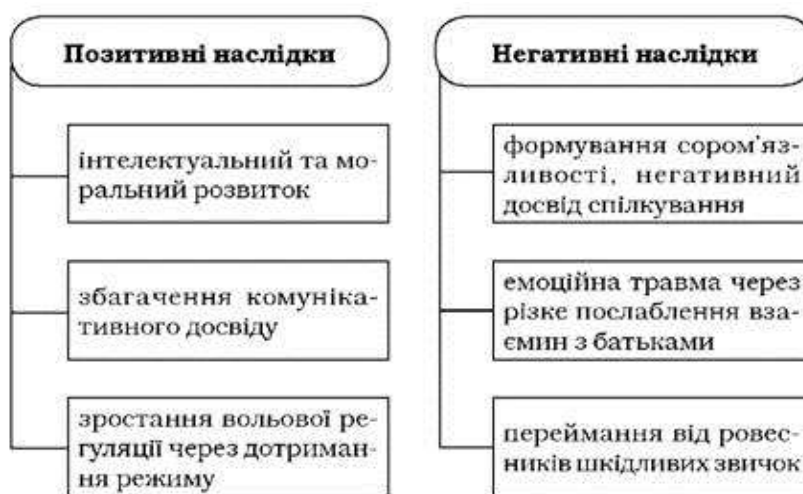 Позитивні наслідки
інтелектуальний та мо-
ральний розвиток
збагачення комуніка-
тивного досвіду
зростання вольової ре-
гуляції через дотриман-
ня режиму
Негативні наслідки
формування сором'яз-
ливості, негативний
досвід спілкування
емоційна травма через
різке послаблення вза-
ємин з батьками
переймання від ровес-
ників шкідливих звичок